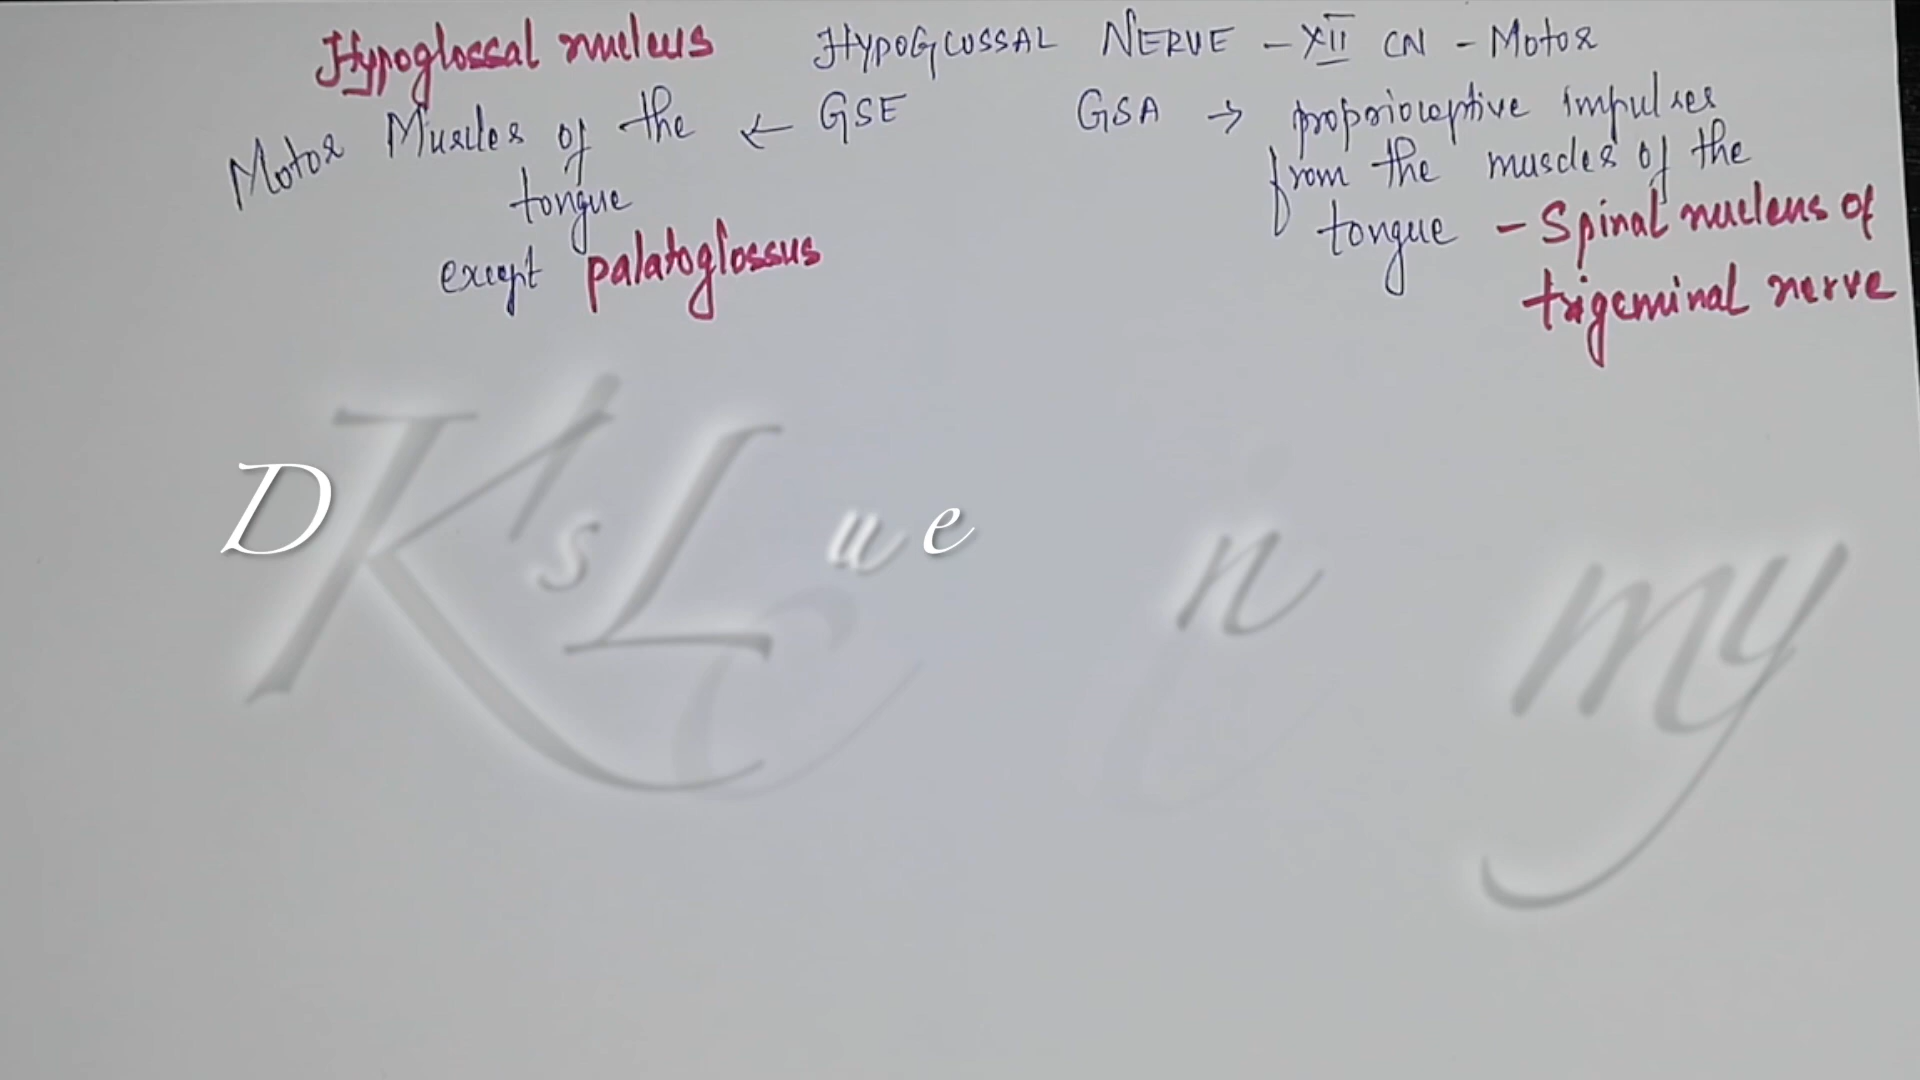 Hypoglossal nucleus HYPOGLOSSAL NERVE - XII CN - Motor
Motor Muscles of the ← GSE GSA → proprioceptive impulses
tongue from the muscles of the
except palatoglossus tongue - Spinal nucleus of
trigeminal nerve